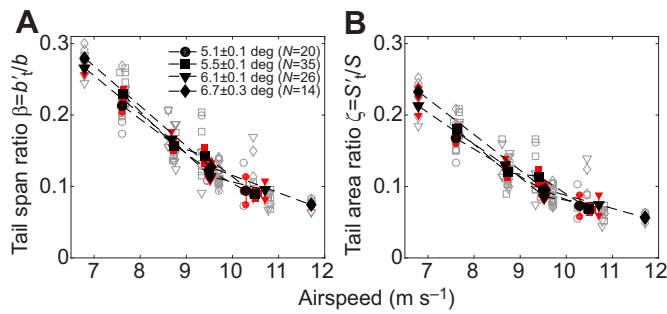 A
B
Tail span ratio β=b′t/b
0.3
0.2
0.1
0
5.1±0.1 deg (N=20)
5.5±0.1 deg (N=35)
6.1±0.1 deg (N=26)
6.7±0.3 deg (N=14)
7 8 9 10 11 12
Tail area ratio ζ=S′t/S
0.3
0.2
0.1
0
7 8 9 10 11 12
Airspeed (m s−1)